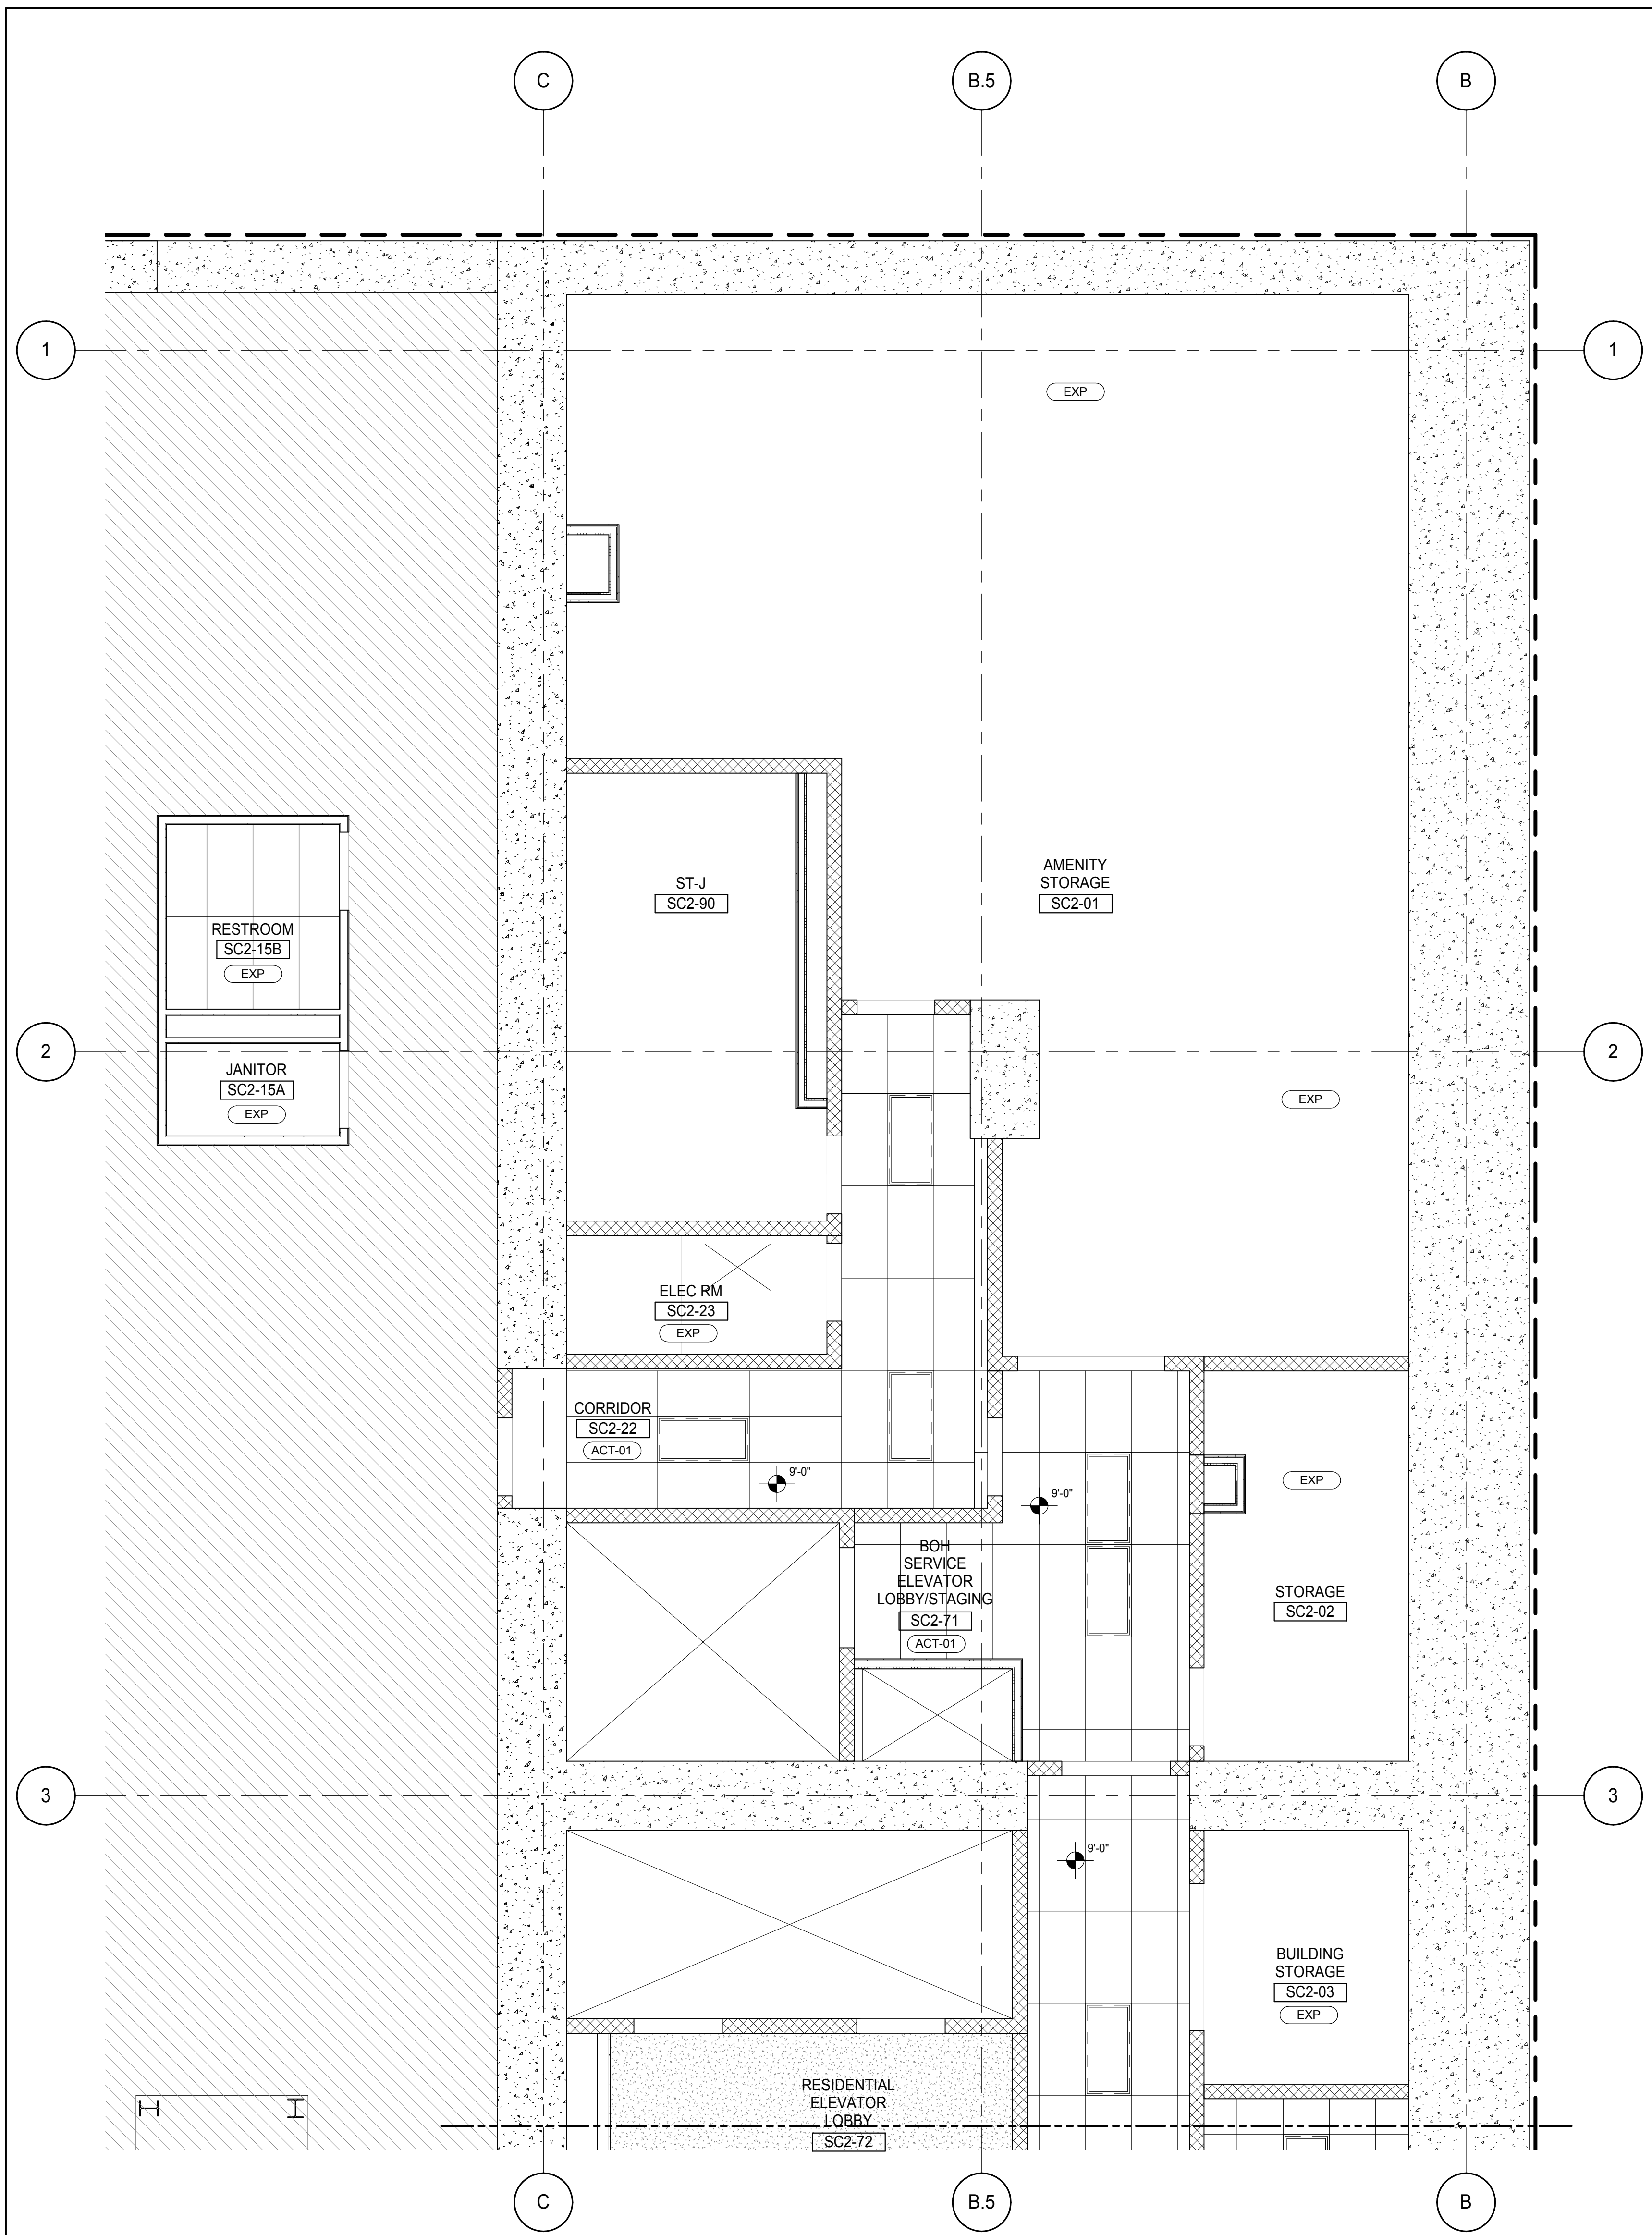 C
B.5
B
1
1
EXP
ST-J
SC2-90
AMENITY
STORAGE
SC2-01
RESTROOM
SC2-15B
EXP
2
2
JANITOR
SC2-15A
EXP
EXP
ELEC RM
SC2-23
EXP
CORRIDOR
SC2-22
ACT-01
9'-0"
9'-0"
EXP
BOH
SERVICE
ELEVATOR
LOBBY/STAGING
SC2-71
ACT-01
STORAGE
SC2-02
3
3
9'-0"
BUILDING
STORAGE
SC2-03
EXP
RESIDENTIAL
ELEVATOR
LOBBY
SC2-72
C
B.5
B